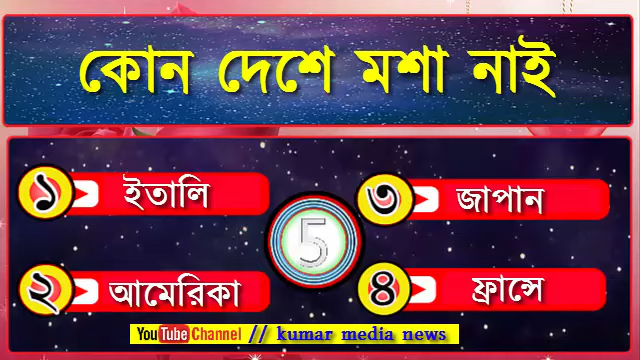 কোন দেশে মশা নাই
১ ইতালি
২ আমেরিকা
5
৩ জাপান
৪ ফ্রান্সে
YouTube Channel // kumar media news